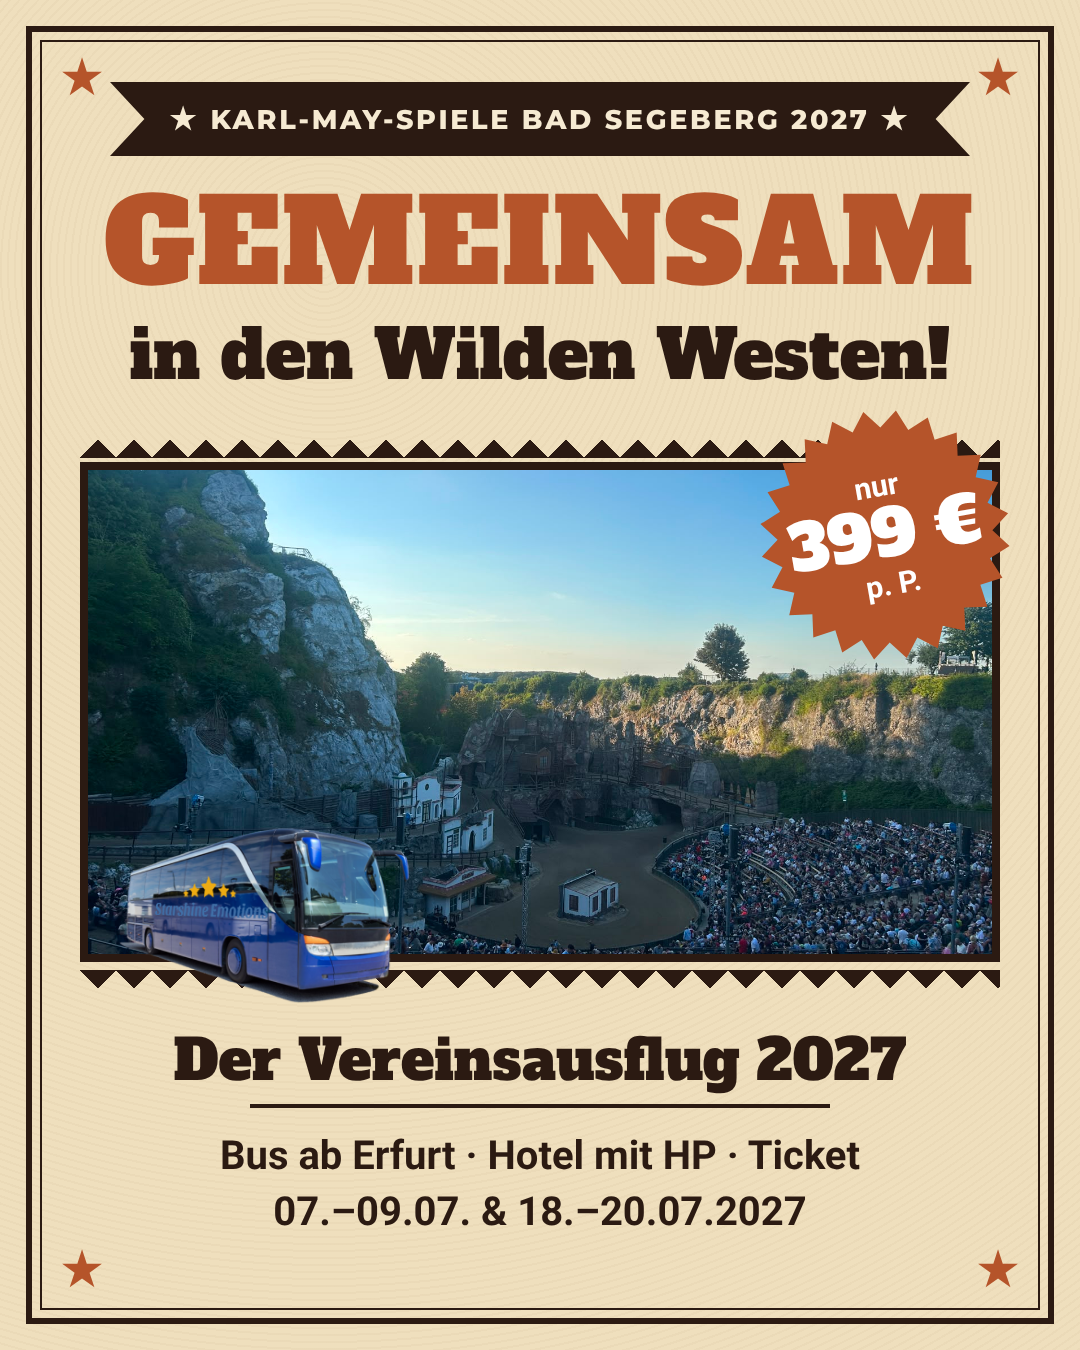 ★ KARL-MAY-SPIELE BAD SEGEBERG 2027 ★
GEMEINSAM
in den Wilden Westen!
nur
399 €
p. P.
Starshine Emotions
Der Vereinsausflug 2027
Bus ab Erfurt · Hotel mit HP · Ticket
07.–09.07. & 18.–20.07.2027